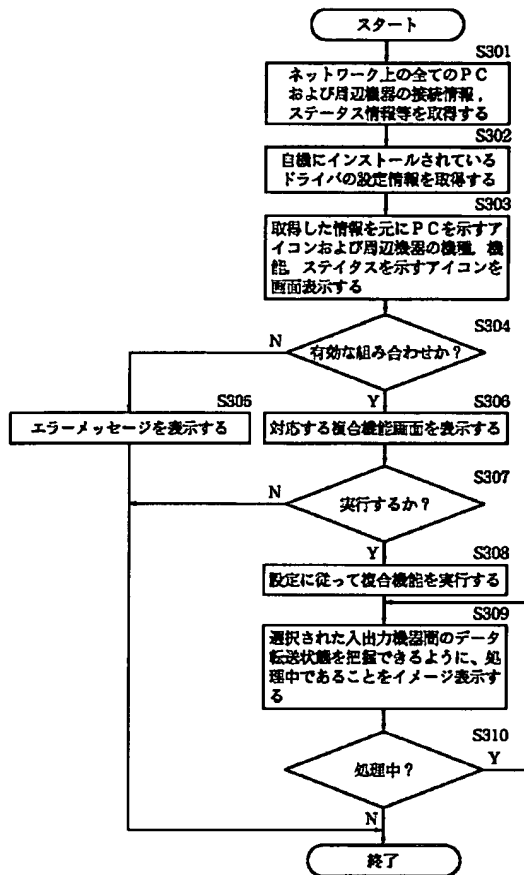 スタート
S301
ネットワーク上の全てのPC
および周辺機器の接続情報,
ステータス情報等を取得する
S302
自機にインストールされている
ドライバの設定情報を取得する
S303
取得した情報を元にPCを示すア
イコンおよび周辺機器の機種,機
能,ステイタスを示すアイコンを
画面表示する
S304
N
有効な組み合わせか?
Y
S305
エラーメッセージを表示する
S306
対応する複合機能画面を表示する
S307
N
実行するか?
Y
S308
設定に従って複合機能を実行する
S309
選択された入出力機器間のデータ
転送状態を把握できるように、処
理中であることをイメージ表示す
る
S310
処理中?
Y
N
終了